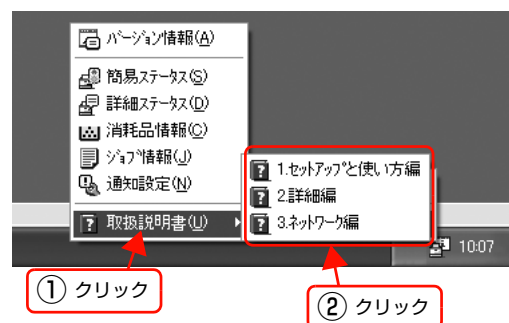 バージョン情報(A)
簡易ステータス(S)
詳細ステータス(D)
消耗品情報(C)
ジョブ情報(J)
通知設定(N)
取扱説明書(U)
1.セットアップと使い方編
2.詳細編
3.ネットワーク編
10:07
① クリック
② クリック